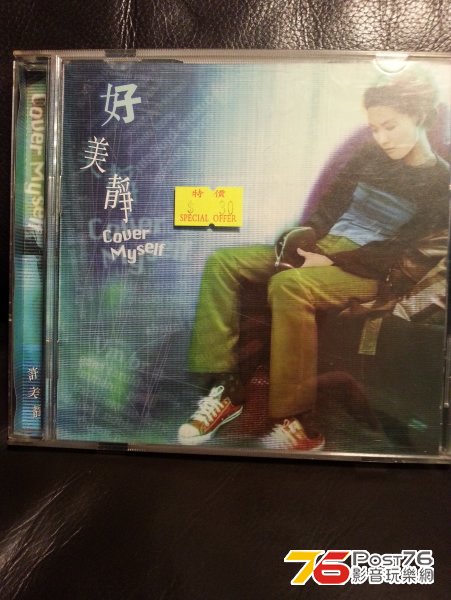 Cover Myself
許美靜
好
美
靜
Cover
Myself
特價
$ 30
SPECIAL OFFER
76 Post76
影音玩樂網